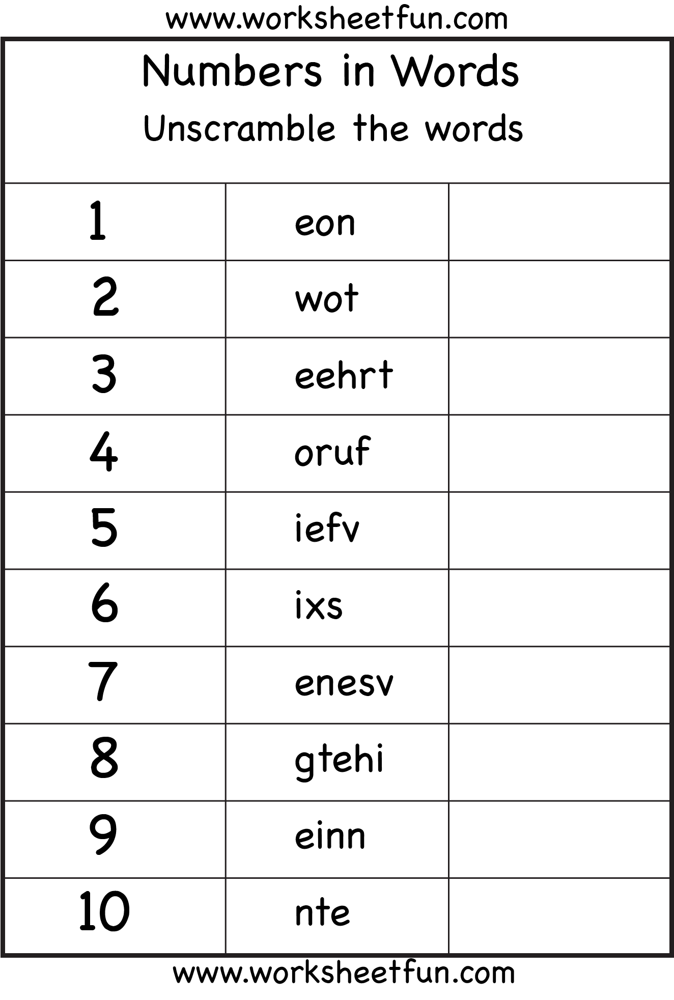 www.worksheetfun.com
Numbers in Words
Unscramble the words
1 eon
2 wot
3 eehrt
4 oruf
5 iefv
6 ixs
7 enesv
8 gtehi
9 einn
10 nte
www.worksheetfun.com